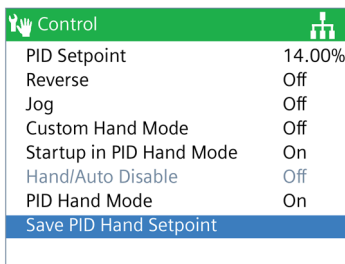 Control
PID Setpoint 14.00%
Reverse Off
Jog Off
Custom Hand Mode Off
Startup in PID Hand Mode On
Hand/Auto Disable Off
PID Hand Mode On
Save PID Hand Setpoint